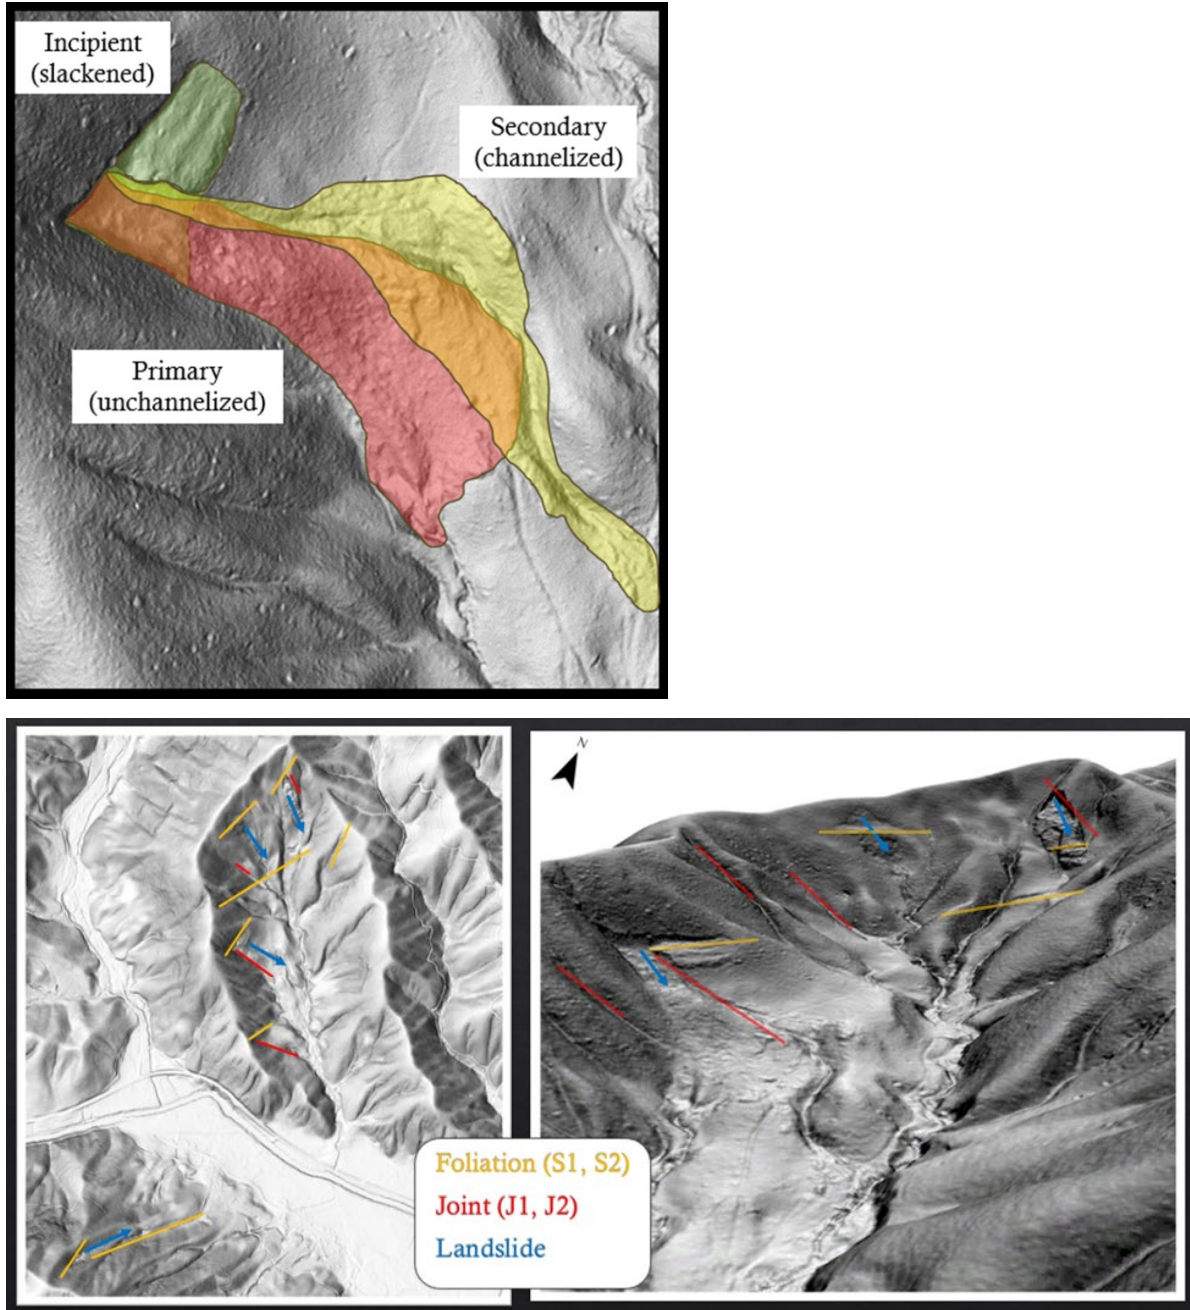 Incipient
(slackened)
Secondary
(channelized)
Primary
(unchannelized)
N
Foliation (S1, S2)
Joint (J1, J2)
Landslide